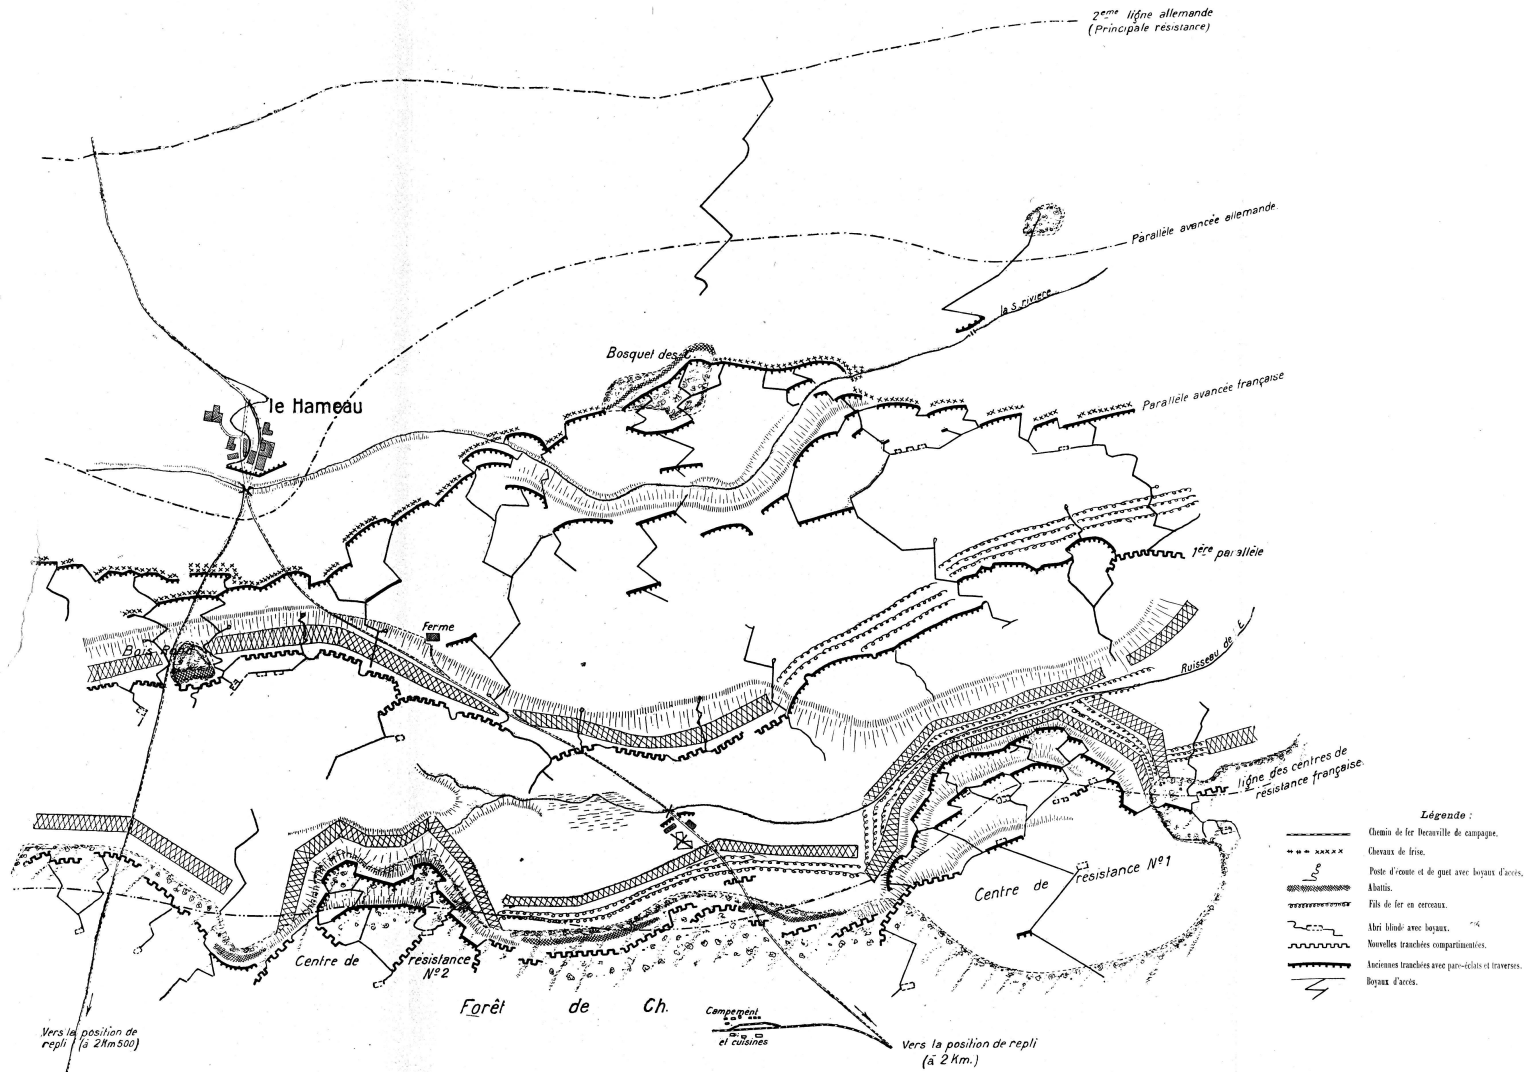 2eme ligne allemande
(Principale résistance)
Parallèle avancée allemande.
la S. rivière
Bosquet des C.
Parallèle avancée française
le Hameau
1ère parallèle
Ferme
Bois Rond
Ruisseau de l'E
ligne des centres de
résistance française.
Centre de résistance Nº1
Centre de résistance
Nº2
Forêt de Ch.
Campement
et cuisines
Vers la position de
repli (à 2Km500)
Vers la position de repli
(à 2 Km.)
Légende :
Chemin de fer Decauville de campagne.
Chevaux de frise.
Poste d'écoute et de guet avec boyaux d'accès.
Abattis.
Fils de fer en cerceaux.
Abri blindé avec boyaux.
Nouvelles tranchées compartimentées.
Anciennes tranchées avec pare-éclats et traverses.
Boyaux d'accès.